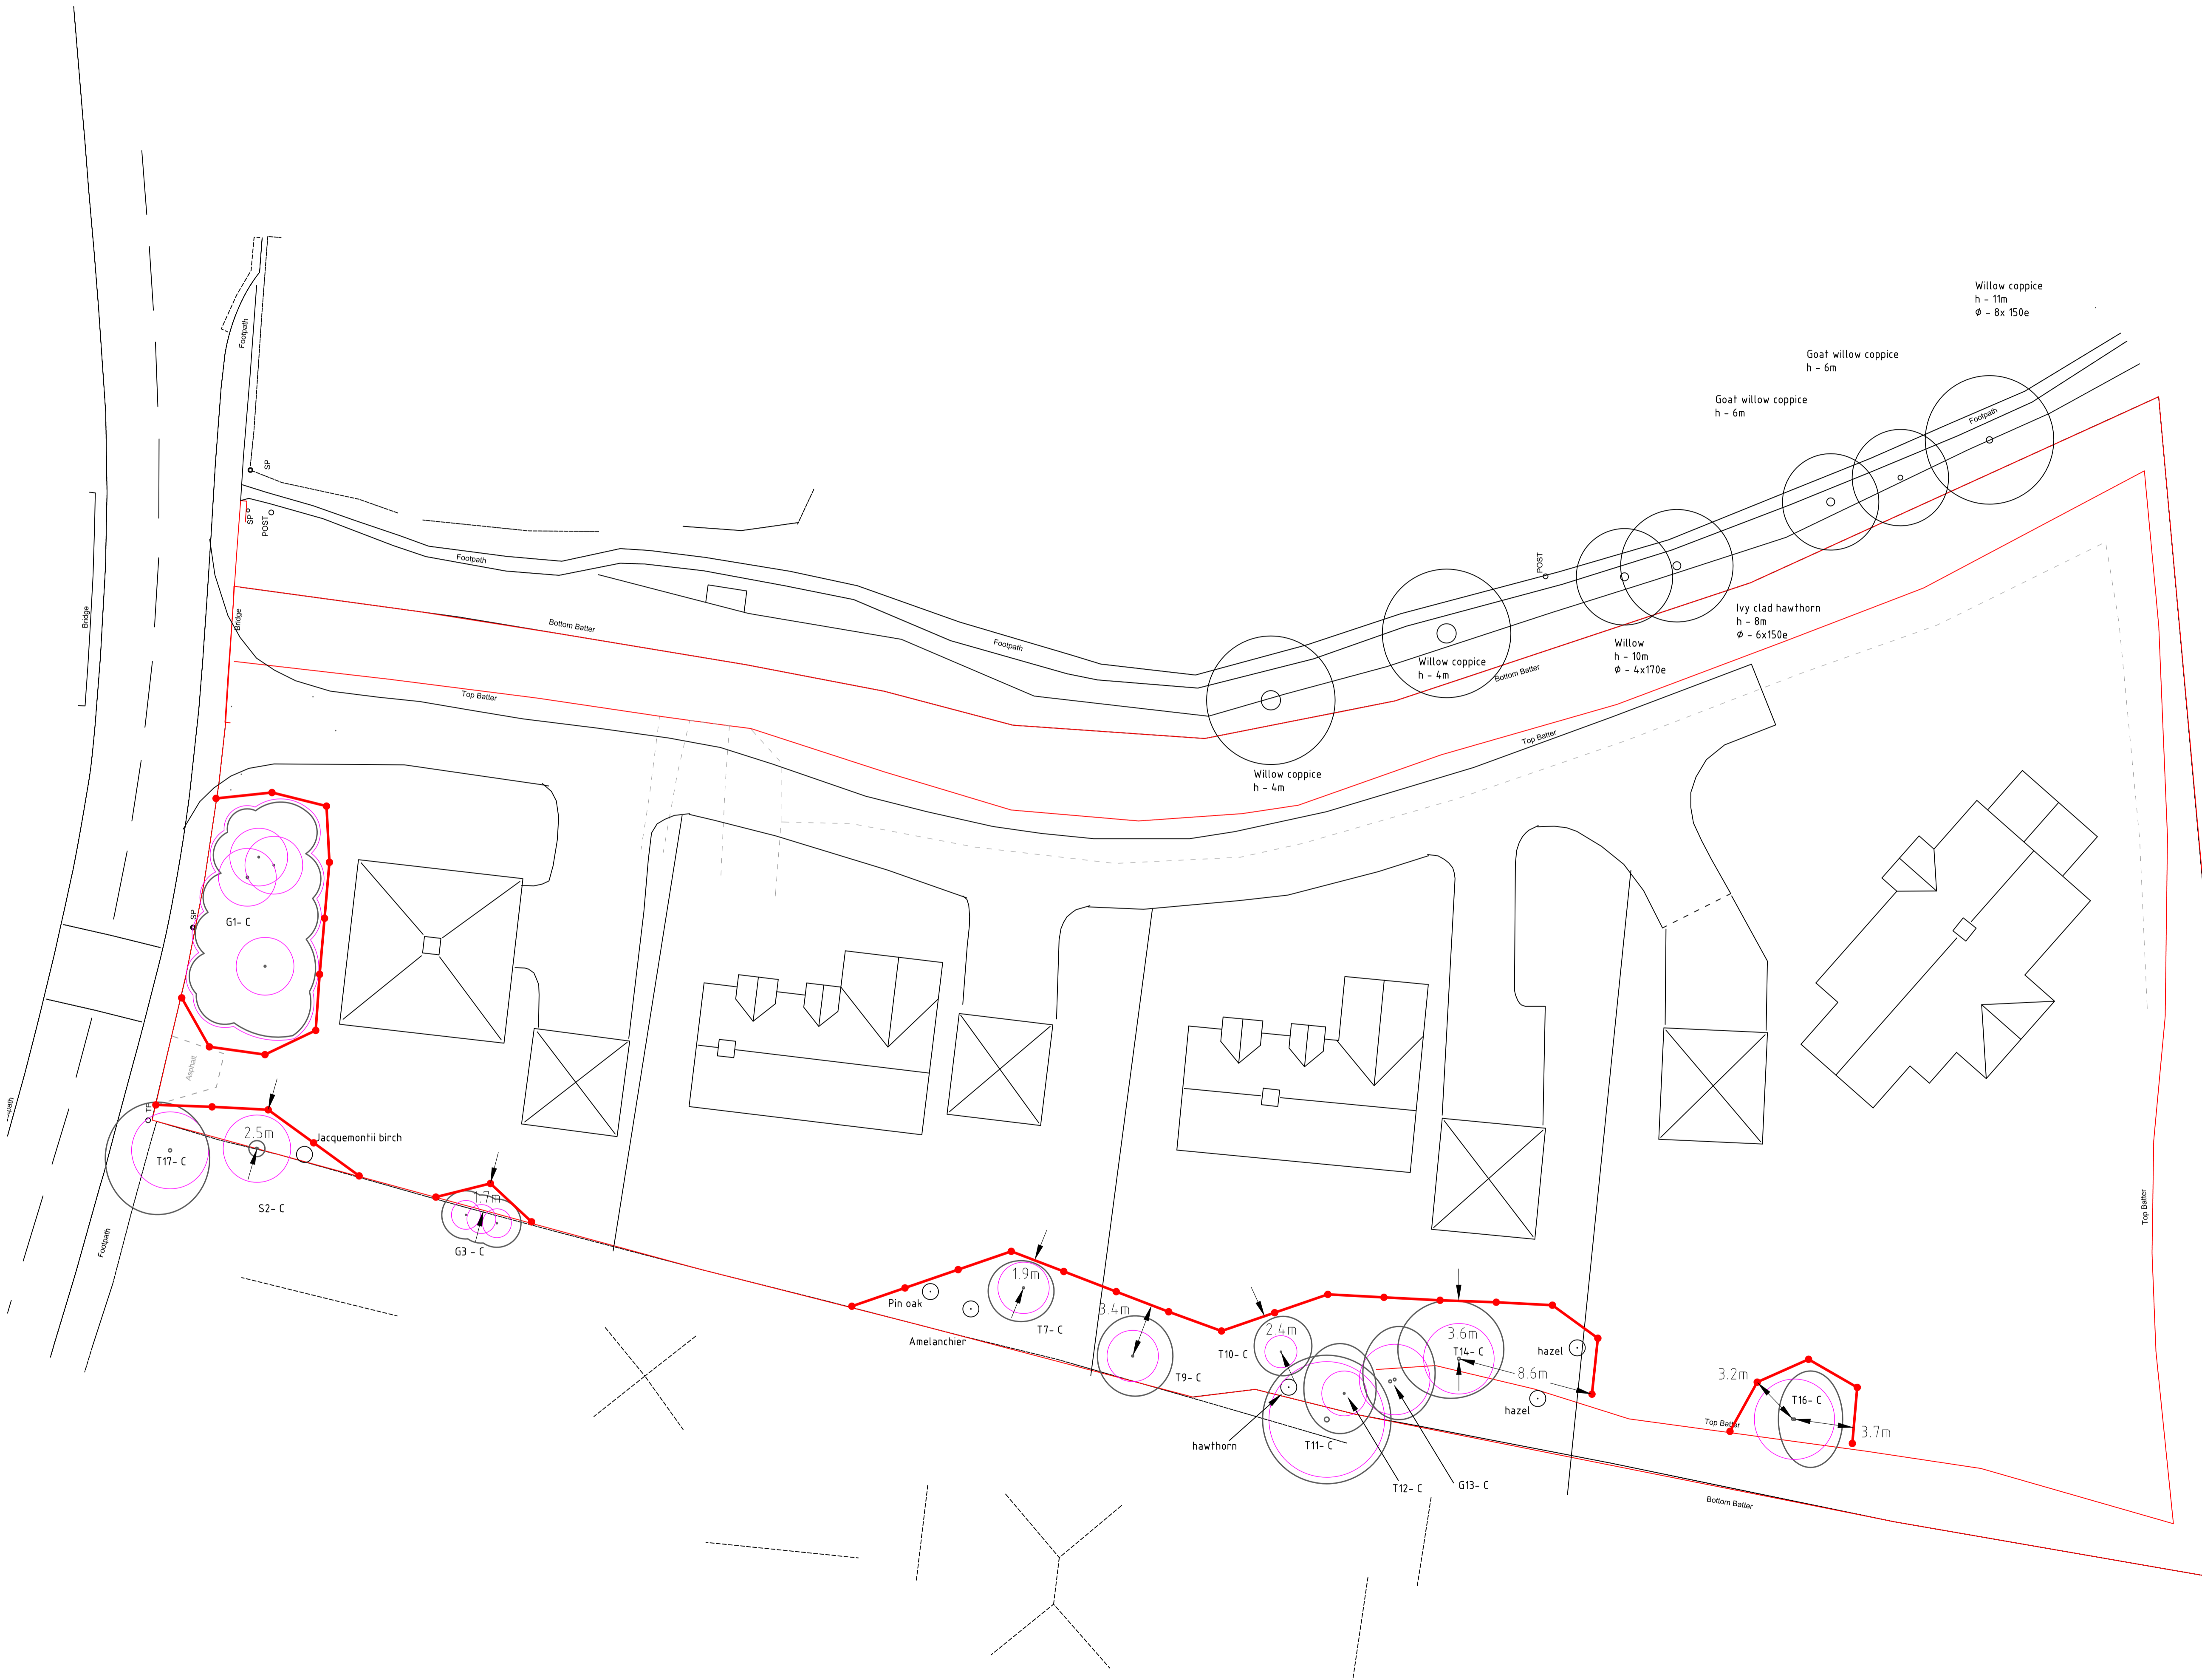 Willow coppice
h - 11m
Ø - 8x 150e
Footpath
Goat willow coppice
h - 6m
Goat willow coppice
h - 6m
Footpath
SP
SP
POST
Footpath
POST
Bridge
Bridge
Bottom Batter
Footpath
Ivy clad hawthorn
h - 8m
Ø - 6x150e
Willow
h - 10m
Ø - 4x170e
Willow coppice
h - 4m
Bottom Batter
Top Batter
Top Batter
Willow coppice
h - 4m
SP
G1- C
Asphalt
2.5m
Jacquemontii birch
T17- C
S2- C
1.7m
G3 - C
Footpath
Top Batter
Pin oak
1.9m
3.4m
Amelanchier
T7- C
T9- C
2.4m
T10- C
3.6m
T14- C
hazel
8.6m
hazel
hawthorn
T11- C
T12- C
G13- C
3.2m
T16- C
Top Batter
3.7m
Bottom Batter